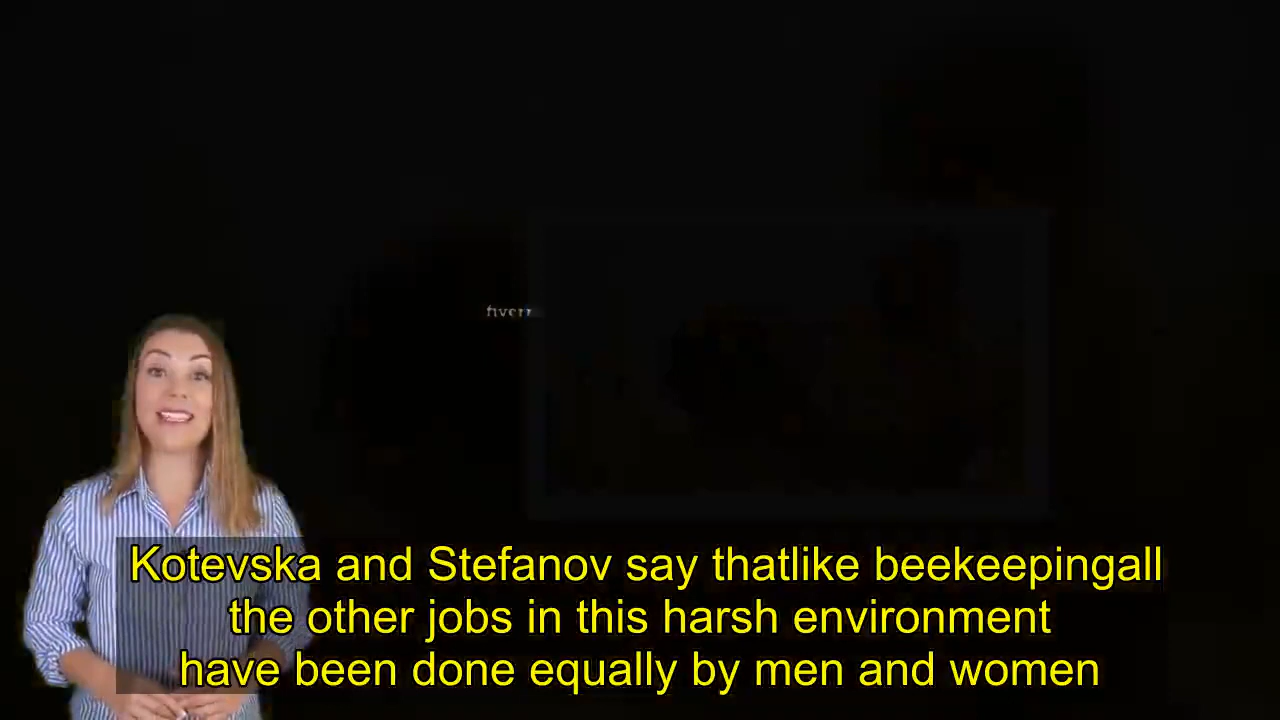 fiverr
Kotevska and Stefanov say thatlike beekeepingall
the other jobs in this harsh environment
have been done equally by men and women